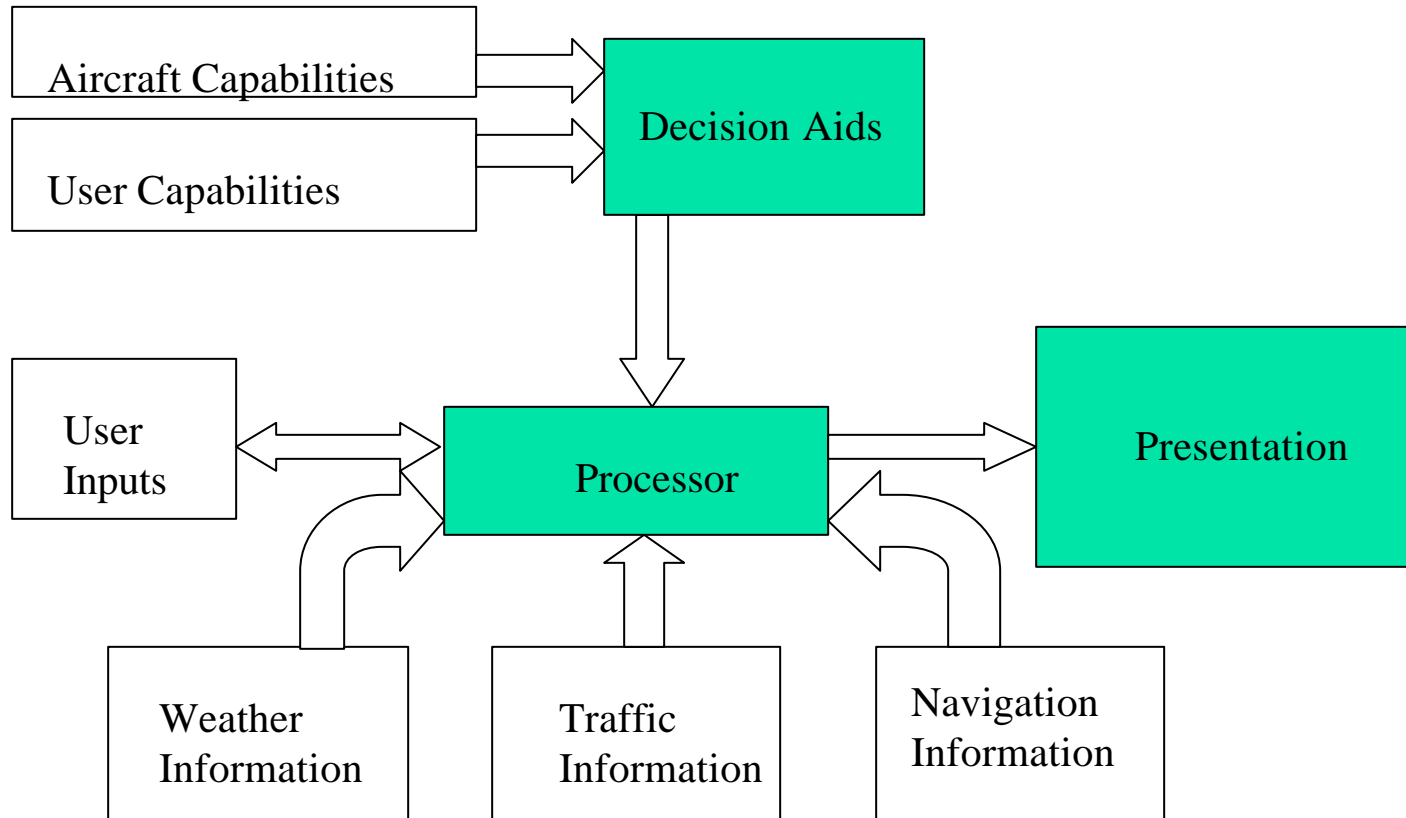 Aircraft Capabilities
Decision Aids
User Capabilities
User
Inputs
Processor
Presentation
Weather
Information
Traffic
Information
Navigation
Information